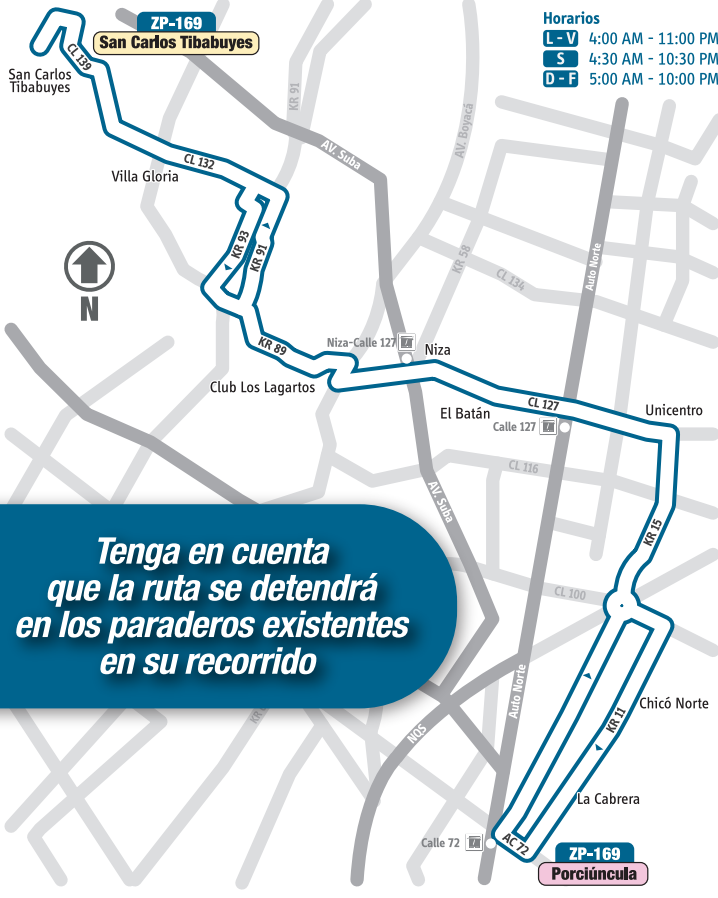 ZP-169
San Carlos Tibabuyes
Horarios
L - V 4:00 AM - 11:00 PM
S 4:30 AM - 10:30 PM
D - F 5:00 AM - 10:00 PM
CL 139
San Carlos
Tibabuyes
KR 91
AV. Boyacá
AV. Suba
CL 132
Villa Gloria
KR 93
KR 91
KR 58
Auto Norte
CL 134
N
KR 89
Niza-Calle 127
Niza
Club Los Lagartos
CL 127
El Batán
Unicentro
Calle 127
CL 116
AV. Suba
KR 15
Tenga en cuenta
que la ruta se detendrá
en los paraderos existentes
en su recorrido
CL 100
Auto Norte
KR 11
Chicó Norte
NQS
La Cabrera
Calle 72
AC 72
ZP-169
Porciúncula